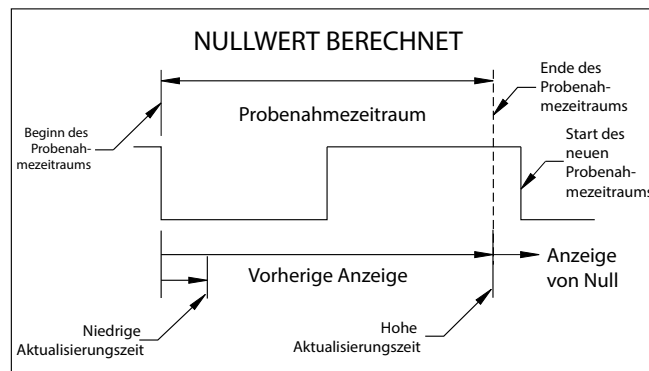 NULLWERT BERECHNET
Ende des
Probenah-
mezeitraums
Probenahmezeitraum
Beginn des
Probenah-
mezeitraums
Start des
neuen
Probenah-
mezeitraums
Vorherige Anzeige
Anzeige
von Null
Niedrige
Aktualisierungszeit
Hohe
Aktualisierungszeit